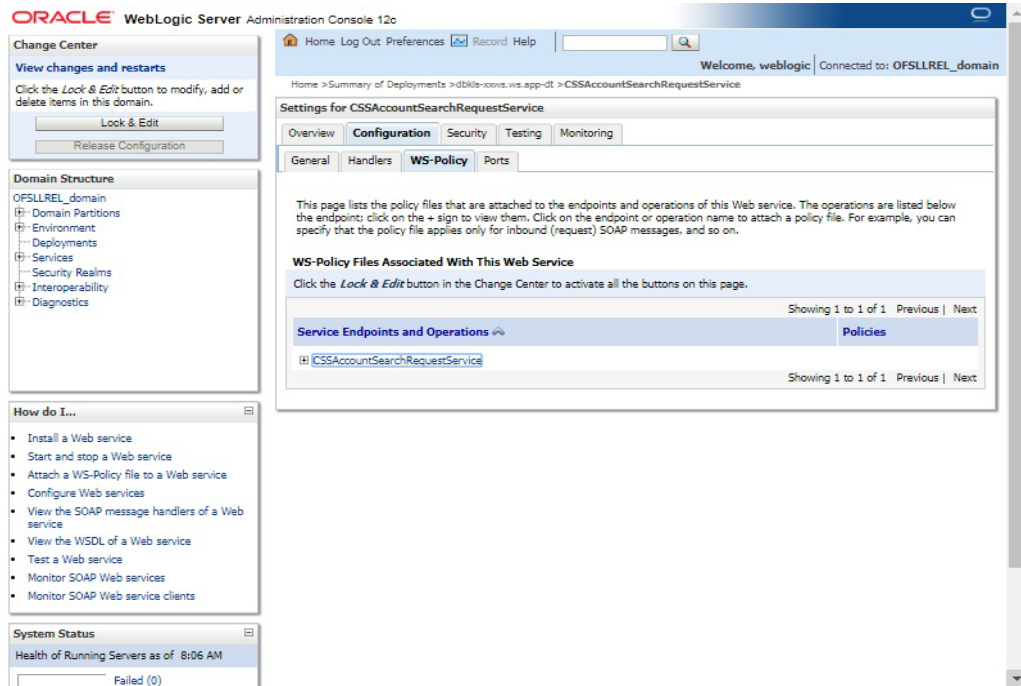 ORACLE WebLogic Server Administration Console 12c
Change Center
View changes and restarts
Click the Lock & Edit button to modify, add or
delete items in this domain.
Lock & Edit
Release Configuration
Domain Structure
OFSLLREL_domain
Domain Partitions
Environment
Deployments
Services
Security Realms
Interoperability
Diagnostics
How do I...
Install a Web service
Start and stop a Web service
Attach a WS-Policy file to a Web service
Configure Web services
View the SOAP message handlers of a Web
service
View the WSDL of a Web service
Test a Web service
Monitor SOAP Web services
Monitor SOAP Web service clients
System Status
Health of Running Servers as of 8:06 AM
Failed (0)
Home Log Out Preferences Record Help
Welcome, weblogic Connected to: OFSLLREL_domain
Home >Summary of Deployments >dbkls-xxws.ws.app-dt >CSSAccountSearchRequestService
Settings for CSSAccountSearchRequestService
Overview Configuration Security Testing Monitoring
General Handlers WS-Policy Ports
This page lists the policy files that are attached to the endpoints and operations of this Web service. The operations are listed below
the endpoint; click on the + sign to view them. Click on the endpoint or operation name to attach a policy file. For example, you can
specify that the policy file applies only for inbound (request) SOAP messages, and so on.
WS-Policy Files Associated With This Web Service
Click the Lock & Edit button in the Change Center to activate all the buttons on this page.
Showing 1 to 1 of 1 Previous | Next
Service Endpoints and Operations Policies
CSSAccountSearchRequestService
Showing 1 to 1 of 1 Previous | Next